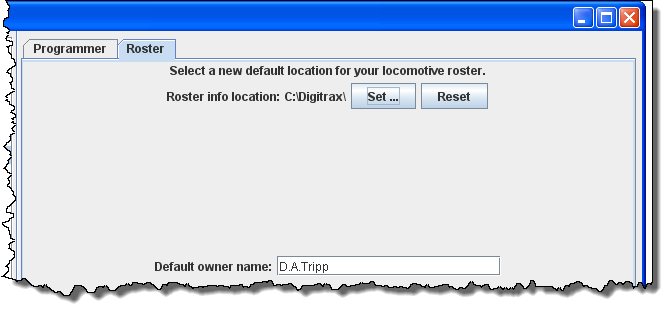 Programmer Roster
Select a new default location for your locomotive roster.
Roster info location: C:\Digitrax\ Set ... Reset
Default owner name: D.A.Tripp